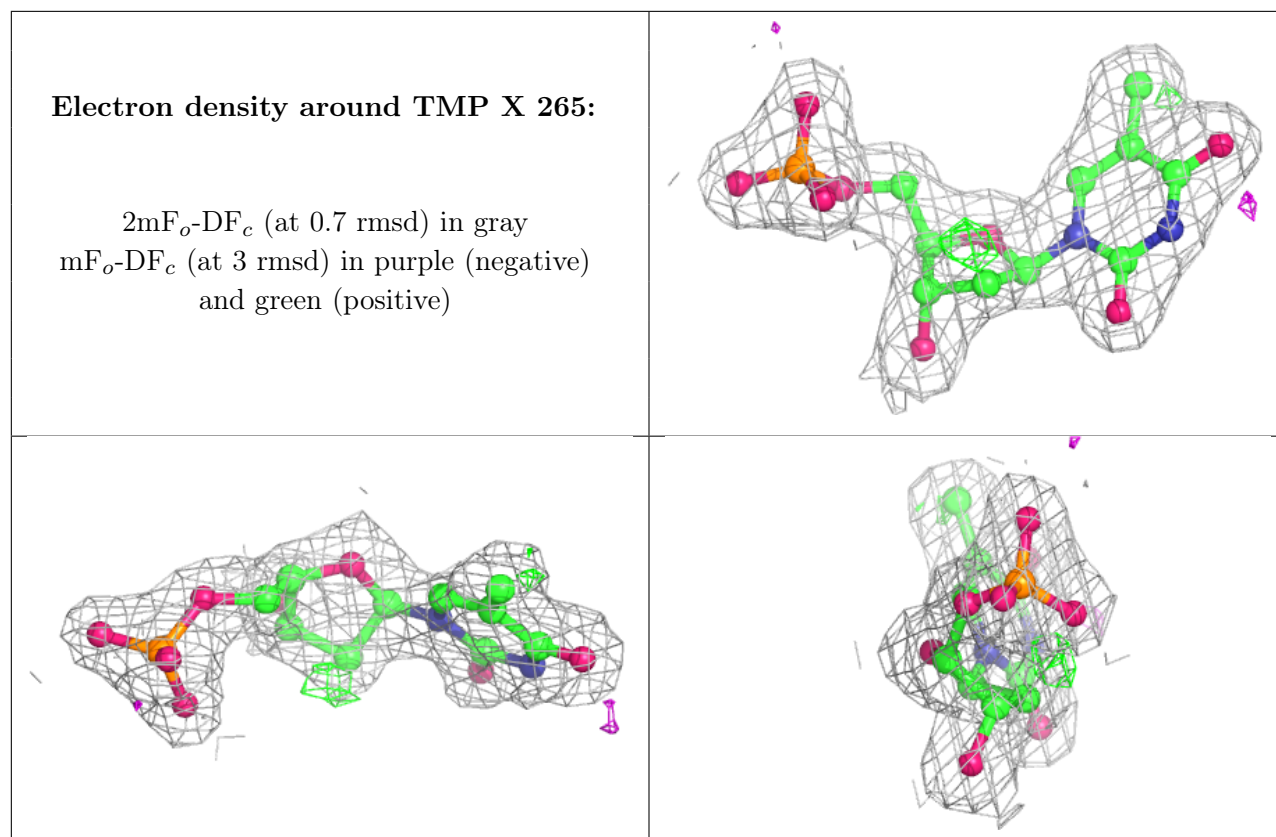 Electron density around TMP X 265:
2mFo-DFc (at 0.7 rmsd) in gray
mFo-DFc (at 3 rmsd) in purple (negative)
and green (positive)